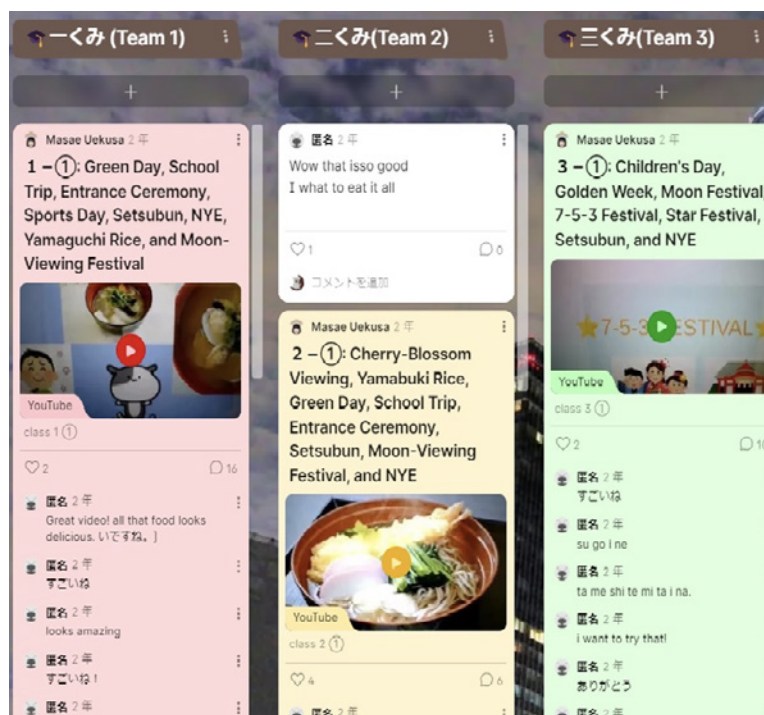 一くみ (Team 1)
+
Masae Uekusa 2 年
1 –①: Green Day, School
Trip, Entrance Ceremony,
Sports Day, Setsubun, NYE,
Yamaguchi Rice, and Moon-
Viewing Festival
YouTube
class 1 ①
2
16
匿名 2 年
Great video! all that food looks
delicious. いですね。)
匿名 2 年
すごいね
匿名 2 年
looks amazing
匿名 2 年
すごいね！
匿名 2 年
二くみ(Team 2)
+
匿名 2 年
Wow that isso good
I what to eat it all
1
0
コメントを追加
Masae Uekusa 2 年
2 –①: Cherry-Blossom
Viewing, Yamabuki Rice,
Green Day, School Trip,
Entrance Ceremony,
Setsubun, Moon-Viewing
Festival, and NYE
YouTube
class 2 ①
4
6
匿名 2 年
三くみ(Team 3)
+
Masae Uekusa 2 年
3 –①: Children's Day,
Golden Week, Moon Festival,
7-5-3 Festival, Star Festival,
Setsubun, and NYE
7-5-3 ESTIVAL
YouTube
class 3 ①
2
10
匿名 2 年
すごいね
匿名 2 年
su go i ne
匿名 2 年
ta me shi te mi ta i na.
匿名 2 年
i want to try that!
匿名 2 年
ありがとう
匿名 2 年